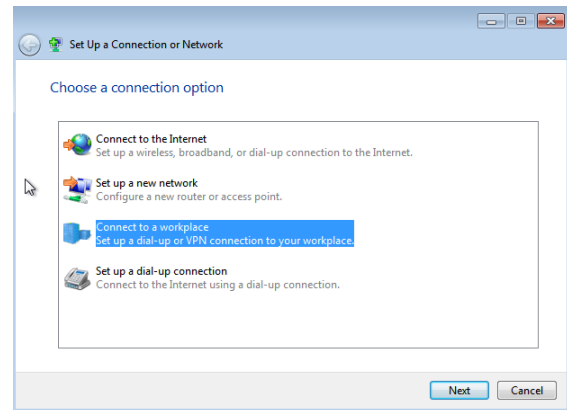 Set Up a Connection or Network
Choose a connection option
Connect to the Internet
Set up a wireless, broadband, or dial-up connection to the Internet.
Set up a new network
Configure a new router or access point.
Connect to a workplace
Set up a dial-up or VPN connection to your workplace.
Set up a dial-up connection
Connect to the Internet using a dial-up connection.
Next Cancel